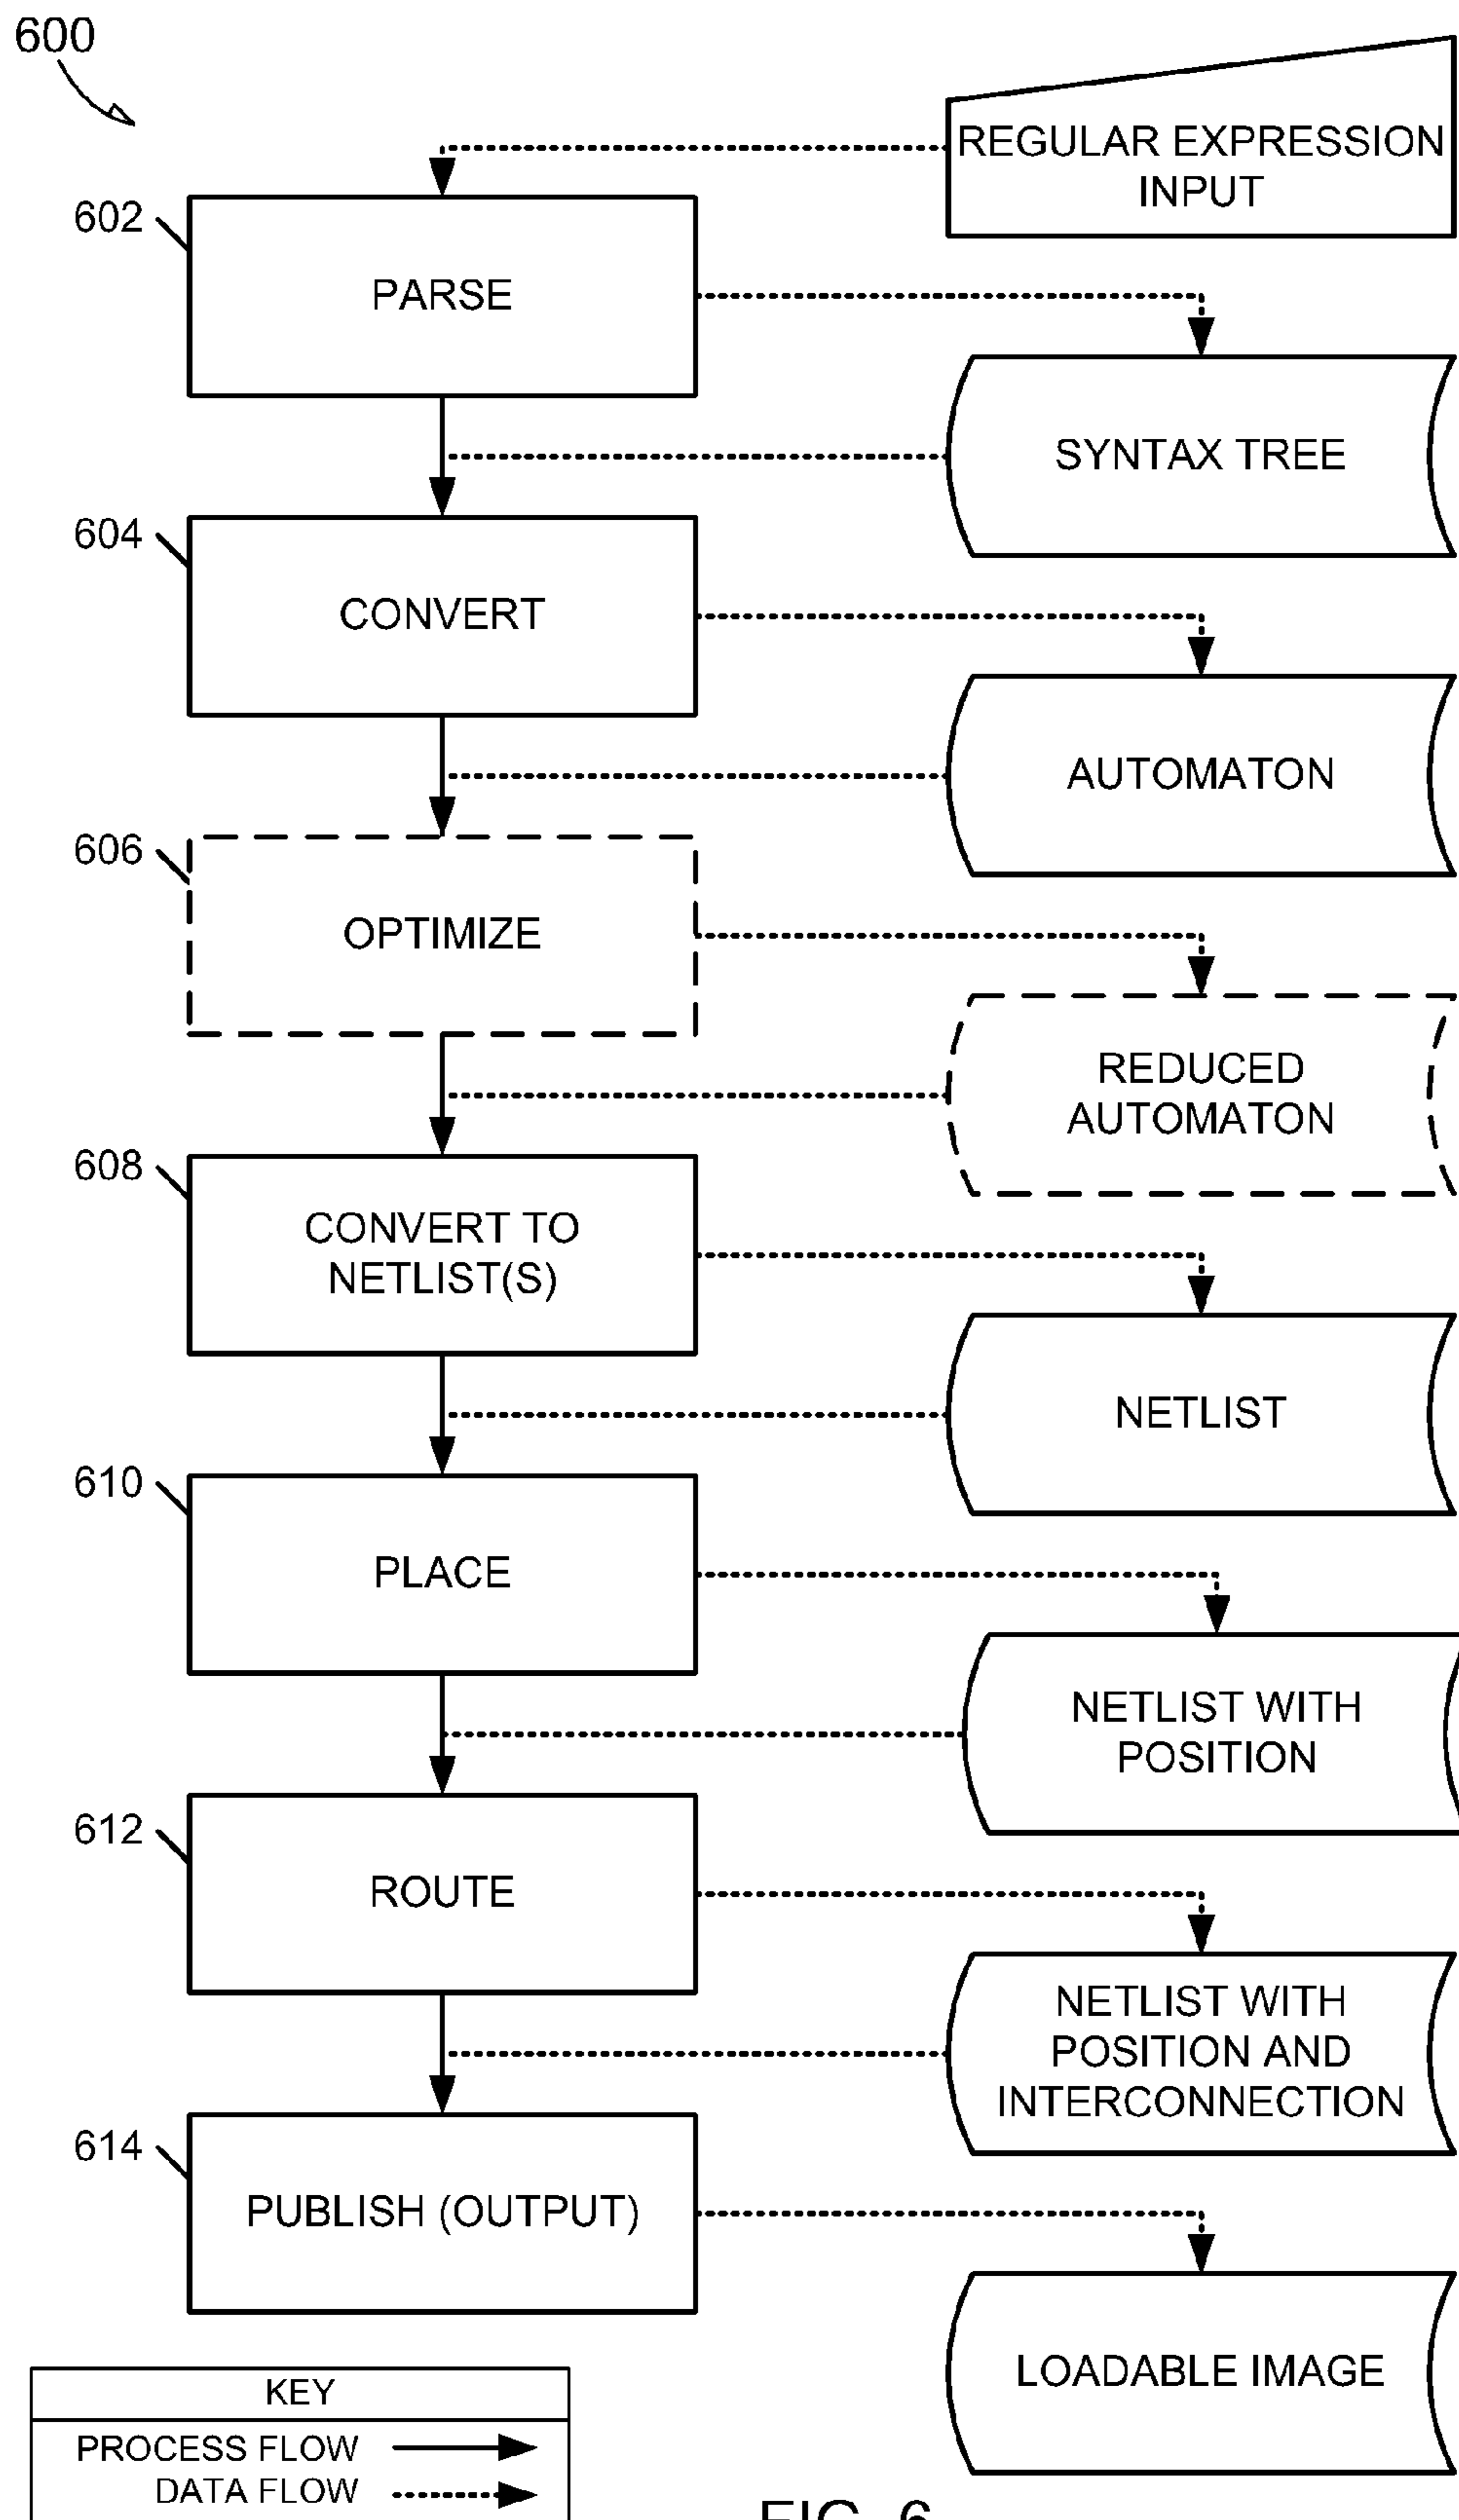 600
REGULAR EXPRESSION
INPUT
602
PARSE
SYNTAX TREE
604
CONVERT
AUTOMATON
606
OPTIMIZE
REDUCED
AUTOMATON
608
CONVERT TO
NETLIST(S)
NETLIST
610
PLACE
NETLIST WITH
POSITION
612
ROUTE
NETLIST WITH
POSITION AND
INTERCONNECTION
614
PUBLISH (OUTPUT)
LOADABLE IMAGE
KEY
PROCESS FLOW
DATA FLOW
FIG. 6